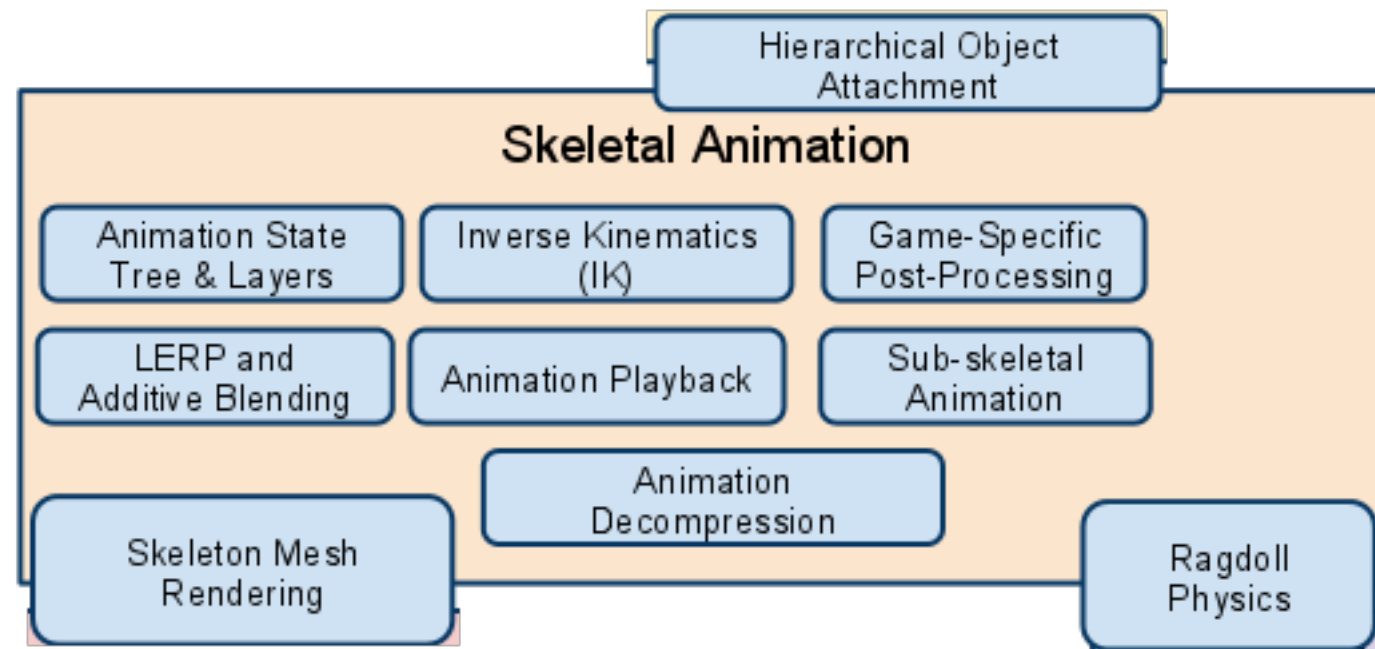 Hierarchical Object
Attachment
Skeletal Animation
Animation State
Tree & Layers
Inverse Kinematics
(IK)
Game-Specific
Post-Processing
LERP and
Additive Blending
Animation Playback
Sub-skeletal
Animation
Animation
Decompression
Skeleton Mesh
Rendering
Ragdoll
Physics